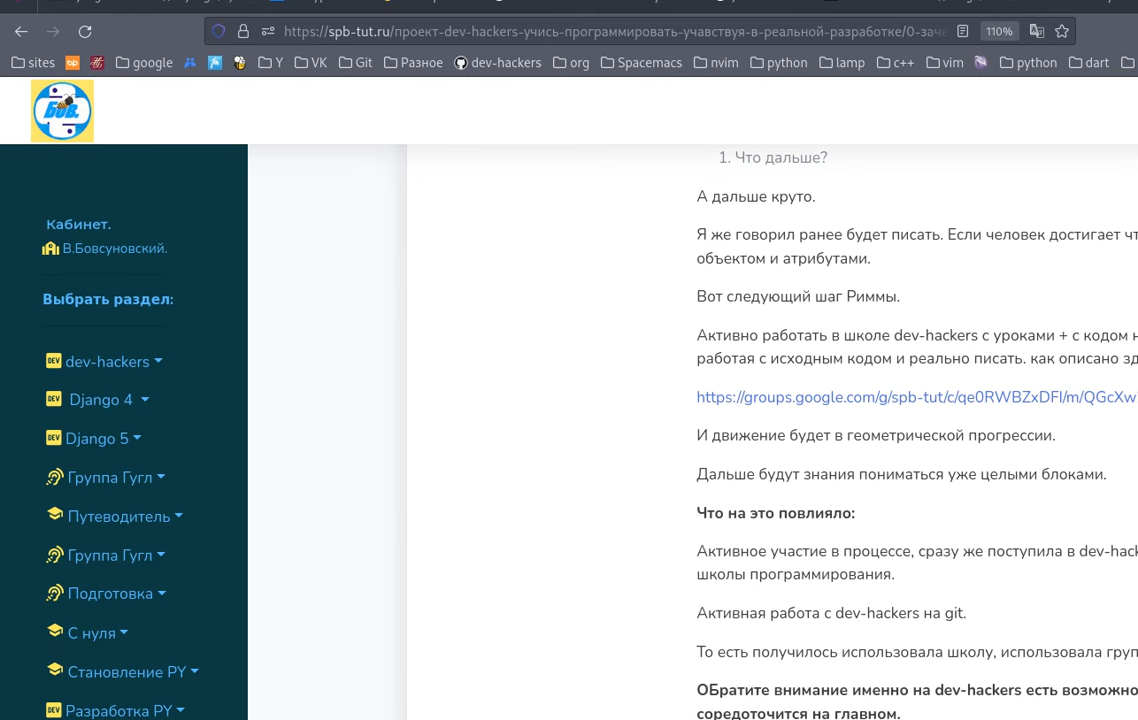 https://spb-tut.ru/проект-dev-hackers-учись-программировать-учавствуя-в-реальной-разработке/0-заче
110%
sites
google
Y
VK
Git
Разное
dev-hackers
org
Spacemacs
nvim
python
lamp
c++
vim
python
dart
БОВ.
1. Что дальше?
А дальше круто.
Я же говорил ранее будет писать. Если человек достигает чт
объектом и атрибутами.
Вот следующий шаг Риммы.
Активно работать в школе dev-hackers с уроками + с кодом н
работая с исходным кодом и реально писать. как описано зд
https://groups.google.com/g/spb-tut/c/qe0RWBZxDFI/m/QGcXw
И движение будет в геометрической прогрессии.
Дальше будут знания пониматься уже целыми блоками.
Что на это повлияло:
Активное участие в процессе, сразу же поступила в dev-hack
школы программирования.
Активная работа с dev-hackers на git.
То есть получилось использовала школу, использовала груп
ОБратите внимание именно на dev-hackers есть возможно
соредоточится на главном.
Кабинет.
В.Бовсуновский.
Выбрать раздел:
DEV dev-hackers
DEV Django 4
DEV Django 5
Группа Гугл
Путеводитель
Группа Гугл
Подготовка
С нуля
Становление PY
DEV Разработка PY